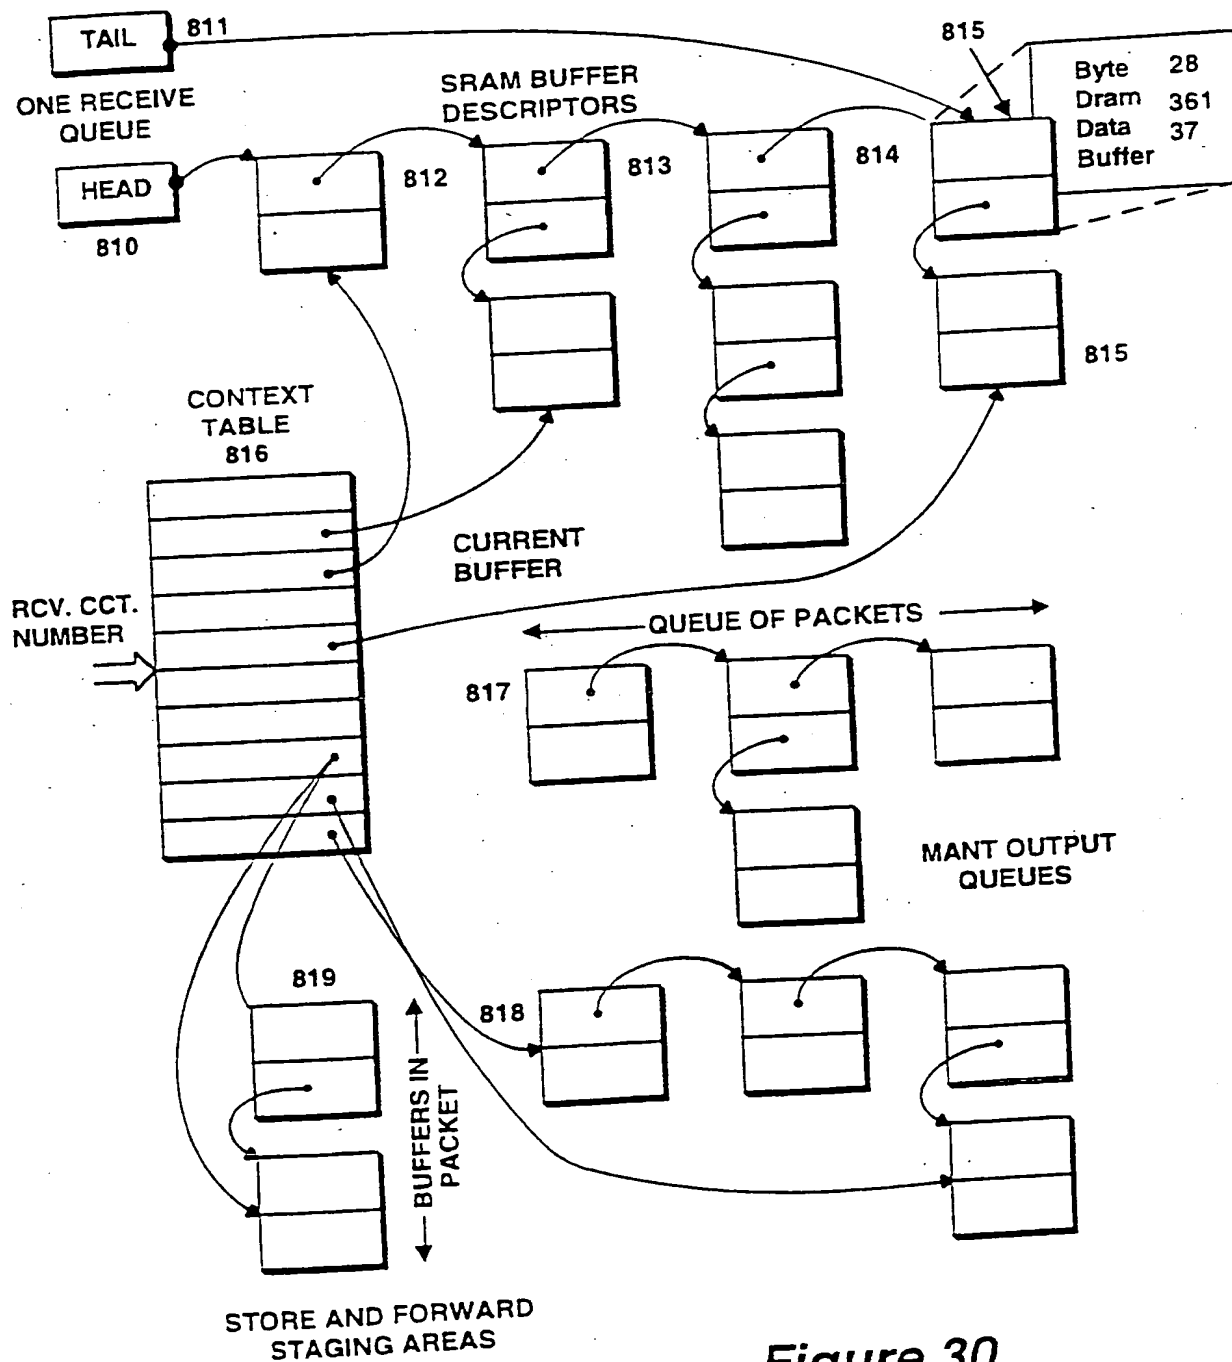 TAIL
811
ONE RECEIVE
QUEUE
HEAD
810
SRAM BUFFER
DESCRIPTORS
812
813
814
815
Byte 28
Dram 361
Data 37
Buffer
815
CONTEXT
TABLE
816
CURRENT
BUFFER
RCV. CCT.
NUMBER
QUEUE OF PACKETS
817
MANT OUTPUT
QUEUES
819
818
BUFFERS IN
PACKET
STORE AND FORWARD
STAGING AREAS
Figure 30